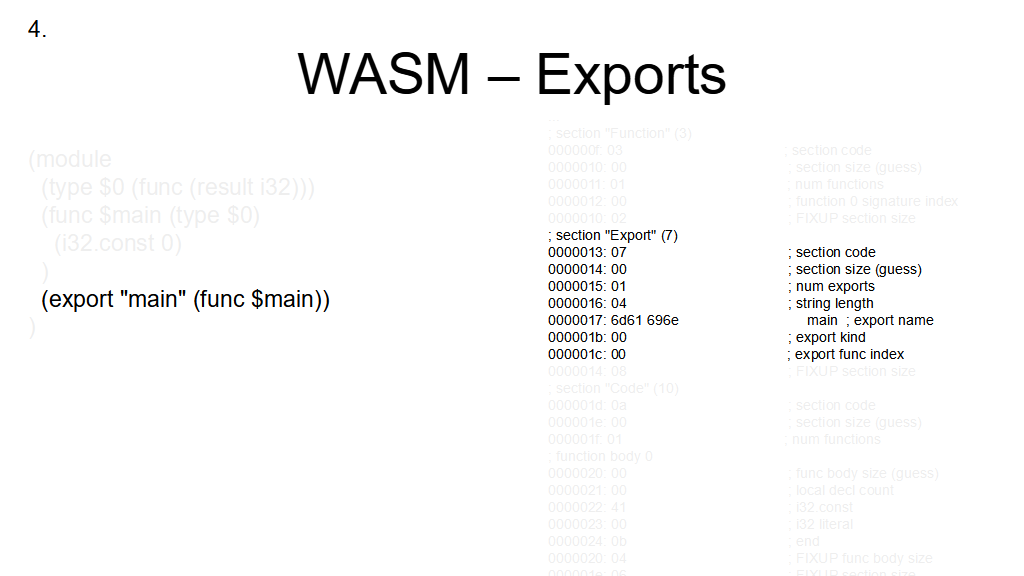 4.
WASM – Exports
(module
(type $0 (func (result i32)))
(func $main (type $0)
(i32.const 0)
)
(export "main" (func $main))
)
...
; section "Function" (3)
000000f: 03 ; section code
0000010: 00 ; section size (guess)
0000011: 01 ; num functions
0000012: 00 ; function 0 signature index
0000010: 02 ; FIXUP section size
; section "Export" (7)
0000013: 07 ; section code
0000014: 00 ; section size (guess)
0000015: 01 ; num exports
0000016: 04 ; string length
0000017: 6d61 696e main ; export name
000001b: 00 ; export kind
000001c: 00 ; export func index
0000014: 08 ; FIXUP section size
; section "Code" (10)
000001d: 0a ; section code
000001e: 00 ; section size (guess)
000001f: 01 ; num functions
; function body 0
0000020: 00 ; func body size (guess)
0000021: 00 ; local decl count
0000022: 41 ; i32.const
0000023: 00 ; i32 literal
0000024: 0b ; end
0000020: 04 ; FIXUP func body size
000001e: 06 ; FIXUP section size